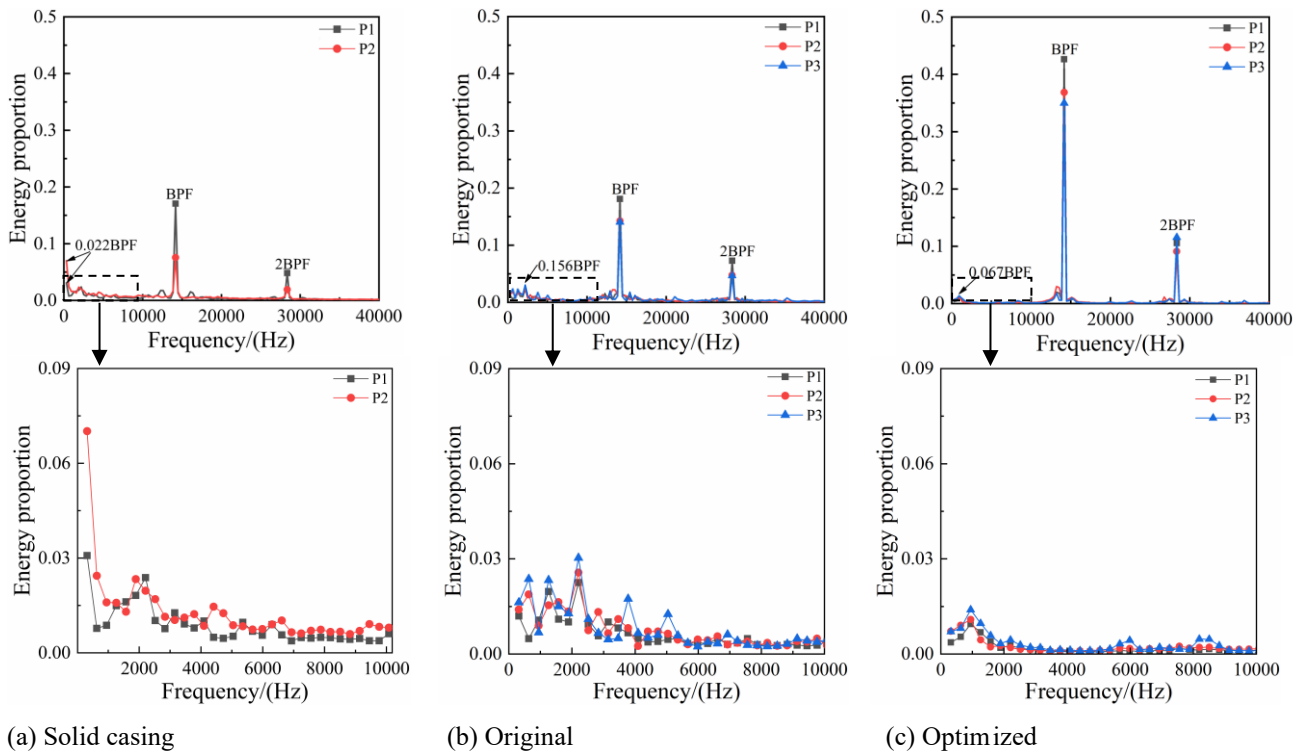 0.5
0.4
0.3
0.2
0.1
0.0
Energy proportion
P1
P2
BPF
0.022BPF
2BPF
0 10000 20000 30000 40000
Frequency/(Hz)
0.5
0.4
0.3
0.2
0.1
0.0
Energy proportion
P1
P2
P3
BPF
0.156BPF
2BPF
0 10000 20000 30000 40000
Frequency/(Hz)
0.5
0.4
0.3
0.2
0.1
0.0
Energy proportion
P1
P2
P3
BPF
0.067BPF
2BPF
0 10000 20000 30000 40000
Frequency/(Hz)
0.09
0.06
0.03
0.00
Energy proportion
P1
P2
2000 4000 6000 8000 10000
Frequency/(Hz)
0.09
0.06
0.03
0.00
Energy proportion
P1
P2
P3
0 2000 4000 6000 8000 10000
Frequency/(Hz)
0.09
0.06
0.03
0.00
Energy proportion
P1
P2
P3
0 2000 4000 6000 8000 10000
Frequency/(Hz)
(a) Solid casing
(b) Original
(c) Optimized